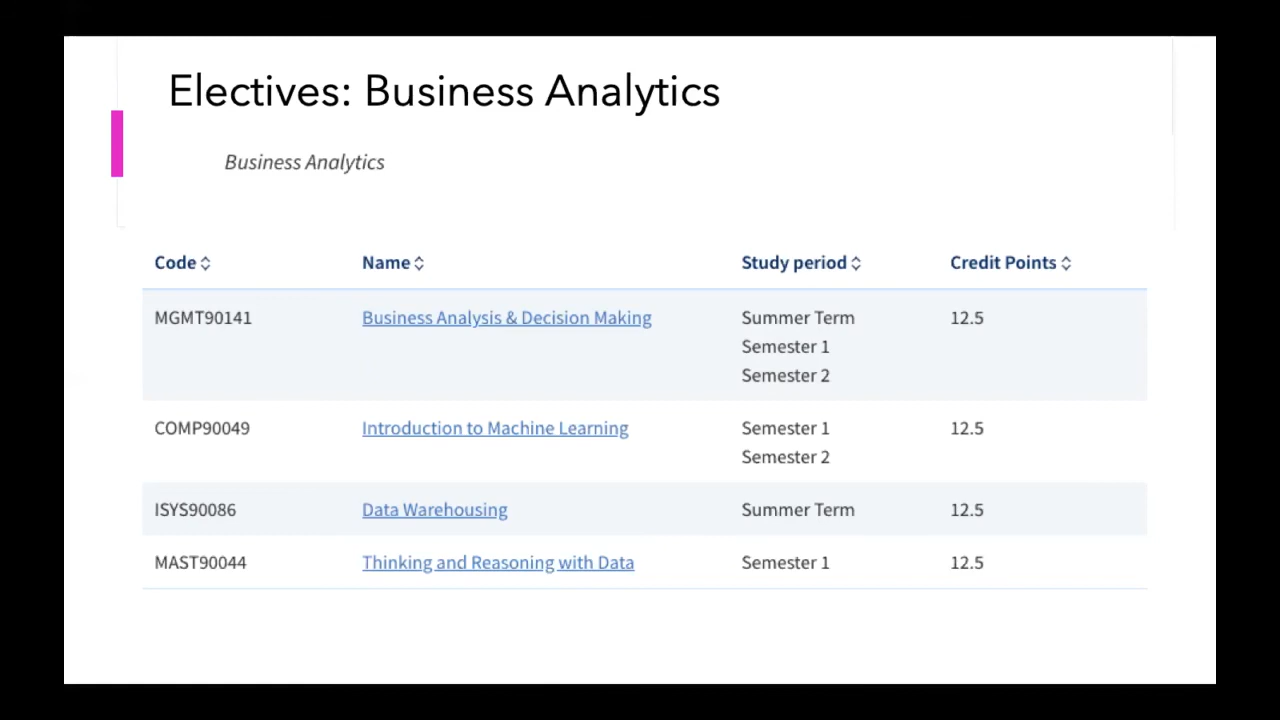 Electives: Business Analytics
Business Analytics
Code Name Study period Credit Points
MGMT90141 Business Analysis & Decision Making Summer Term 12.5
Semester 1
Semester 2
COMP90049 Introduction to Machine Learning Semester 1 12.5
Semester 2
ISYS90086 Data Warehousing Summer Term 12.5
MAST90044 Thinking and Reasoning with Data Semester 1 12.5